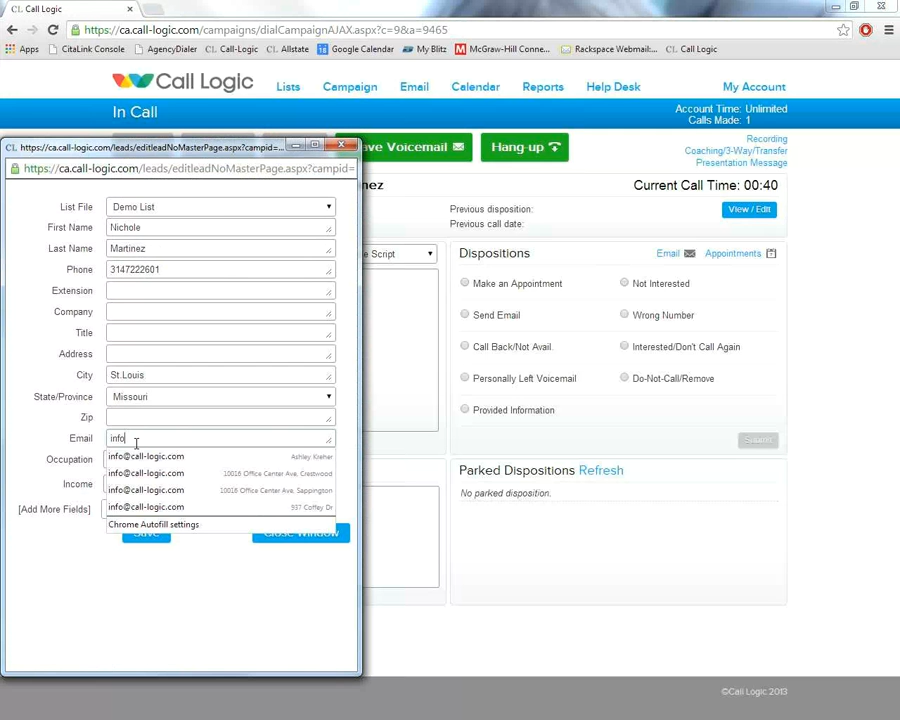 Call Logic
https://ca.call-logic.com/campaigns/dialCampaignAJAX.aspx?c=98&a=9465
Apps CitaLink Console AgencyDialer Call-Logic Allstate Google Calendar My Blitz McGraw-Hill Conne... Rackspace Webmail:... Call Logic
Call Logic Lists Campaign Email Calendar Reports Help Desk My Account
In Call
Account Time: Unlimited
Calls Made: 1
https://ca.call-logic.com/leads/editleadNoMasterPage.aspx?campid=...
https://ca.call-logic.com/leads/editleadNoMasterPage.aspx?campid=
ave Voicemail
Hang-up
Recording
Coaching/3-Way/Transfer
Presentation Message
nez
Current Call Time: 00:40
Previous disposition:
Previous call date:
View / Edit
List File Demo List
First Name Nichole
Last Name Martinez
Phone 3147222601
Extension
Company
Title
Address
City St.Louis
State/Province Missouri
Zip
Email info
info@call-logic.com Ashley Kreher
info@call-logic.com 10016 Office Center Ave, Crestwood
info@call-logic.com 10016 Office Center Ave, Sappington
info@call-logic.com 937 Coffey Dr
Chrome Autofill settings
Occupation
Income
[Add More Fields]
Save
Close Window
e Script
Dispositions
Email
Appointments
Make an Appointment
Not Interested
Send Email
Wrong Number
Call Back/Not Avail.
Interested/Don't Call Again
Personally Left Voicemail
Do-Not-Call/Remove
Provided Information
Submit
Parked Dispositions Refresh
No parked disposition.
©Call Logic 2013